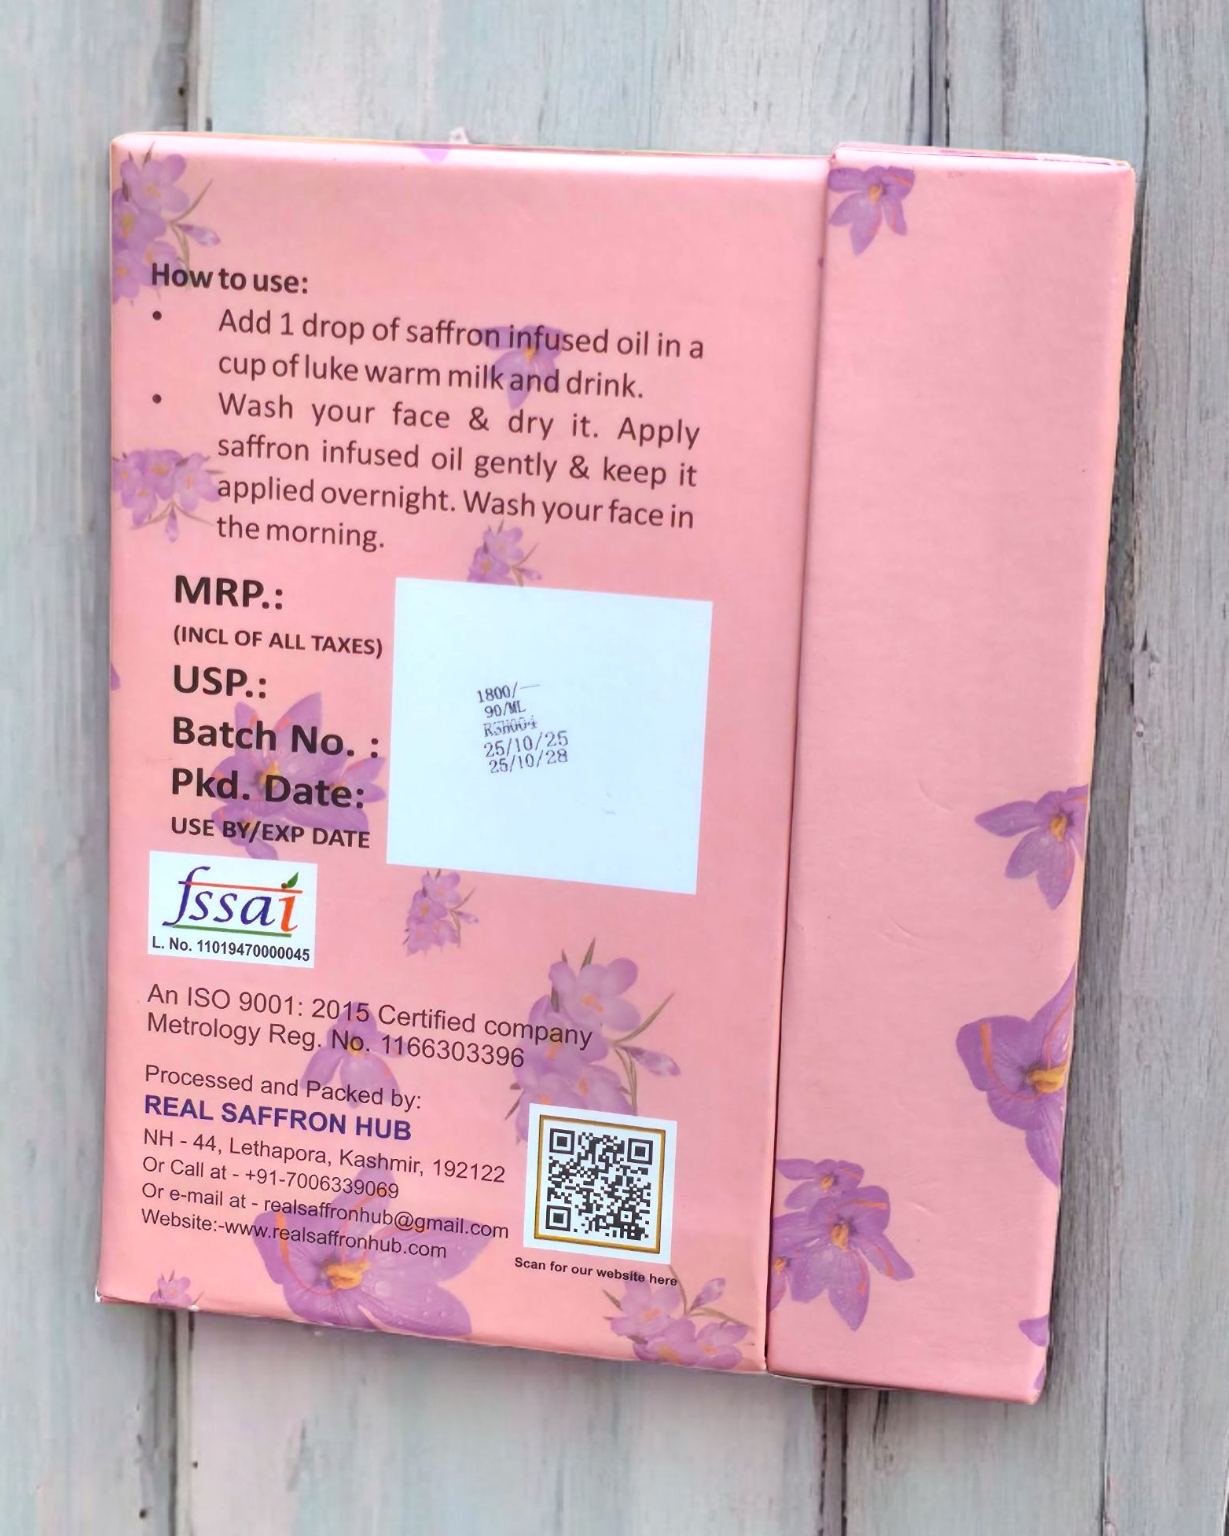 How to use:
• Add 1 drop of saffron infused oil in a
cup of luke warm milk and drink.
• Wash your face & dry it. Apply
saffron infused oil gently & keep it
applied overnight. Wash your face in
the morning.
MRP.:
(INCL OF ALL TAXES)
USP.:
Batch No. :
Pkd. Date:
USE BY/EXP DATE
1800/—
90/ML
25/10/25
25/10/28
fssai
L. No. 11019470000045
An ISO 9001: 2015 Certified company
Metrology Reg. No. 1166303396
Processed and Packed by:
REAL SAFFRON HUB
NH - 44, Lethapora, Kashmir, 192122
Or Call at - +91-7006339069
Or e-mail at - realsaffronhub@gmail.com
Website:-www.realsaffronhub.com
Scan for our website here